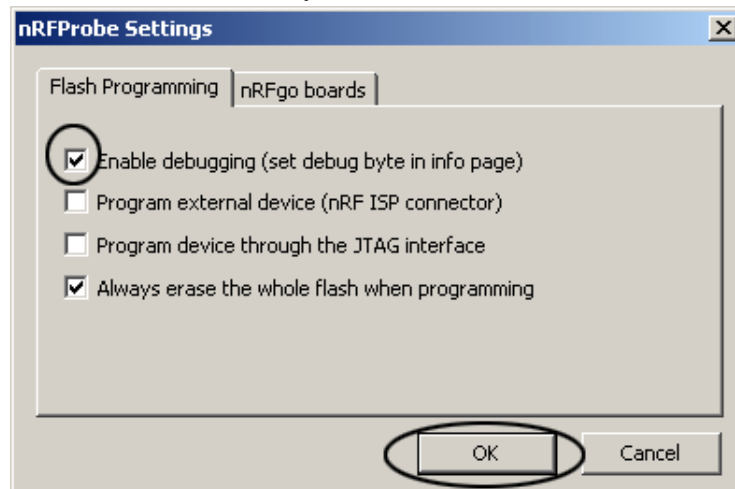 nRFProbe Settings
Flash Programming nRFgo boards
Enable debugging (set debug byte in info page)
Program external device (nRF ISP connector)
Program device through the JTAG interface
Always erase the whole flash when programming
OK Cancel